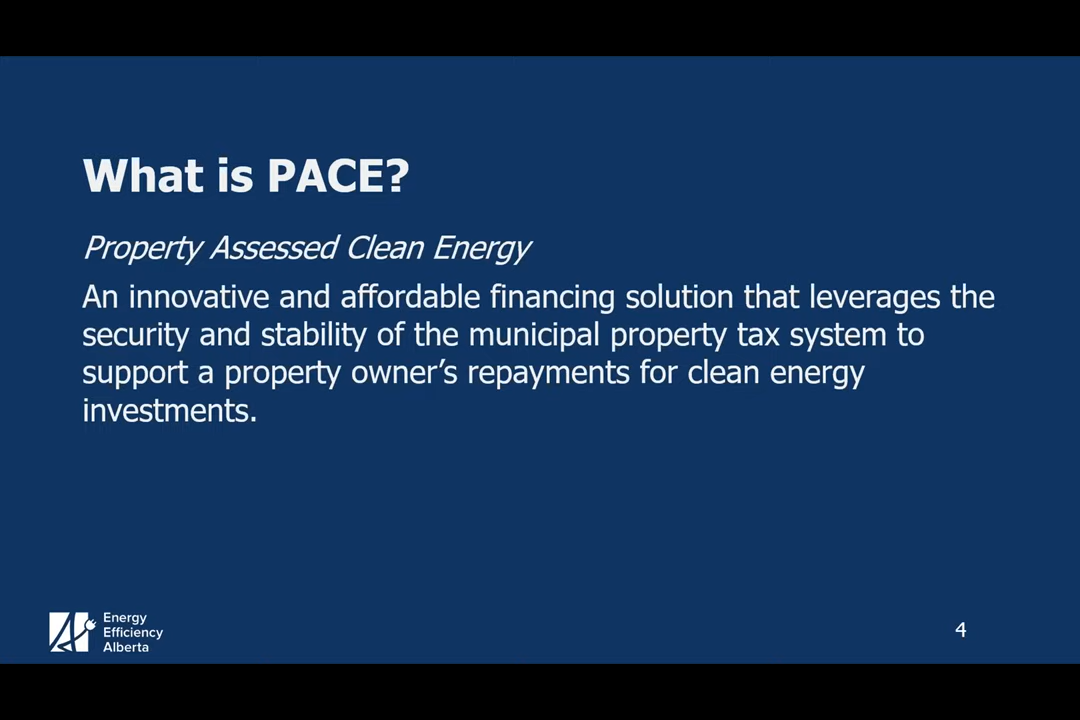 What is PACE?
Property Assessed Clean Energy
An innovative and affordable financing solution that leverages the
security and stability of the municipal property tax system to
support a property owner’s repayments for clean energy
investments.
Energy
Efficiency
Alberta
4